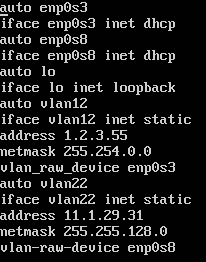 auto enp0s3
iface enp0s3 inet dhcp
auto enp0s8
iface enp0s8 inet dhcp
auto lo
iface lo inet loopback
auto vlan12
iface vlan12 inet static
address 1.2.3.55
netmask 255.254.0.0
vlan_raw_device enp0s3
auto vlan22
iface vlan22 inet static
address 11.1.29.31
netmask 255.255.128.0
vlan-raw-device enp0s8